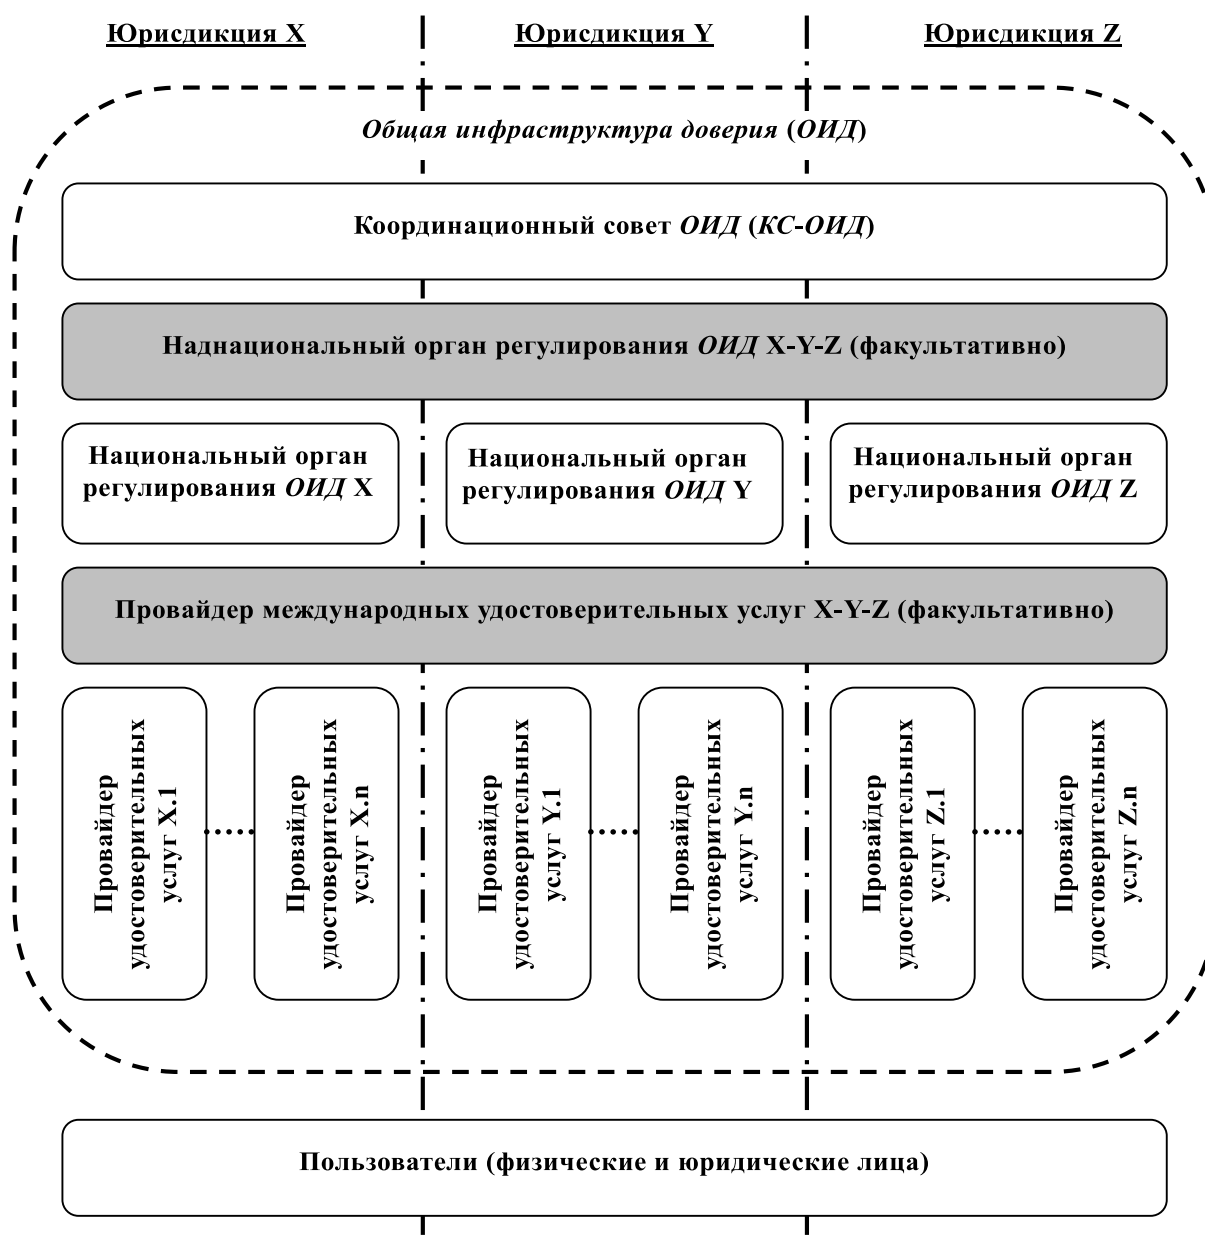 Юрисдикция X
Юрисдикция Y
Юрисдикция Z
Общая инфраструктура доверия (ОИД)
Координационный совет ОИД (КС-ОИД)
Наднациональный орган регулирования ОИД X-Y-Z (факультативно)
Национальный орган
регулирования ОИД X
Национальный орган
регулирования ОИД Y
Национальный орган
регулирования ОИД Z
Провайдер международных удостоверительных услуг X-Y-Z (факультативно)
Провайдер
удостоверительных
услуг X.1
Провайдер
удостоверительных
услуг X.n
Провайдер
удостоверительных
услуг Y.1
Провайдер
удостоверительных
услуг Y.n
Провайдер
удостоверительных
услуг Z.1
Провайдер
удостоверительных
услуг Z.n
Пользователи (физические и юридические лица)